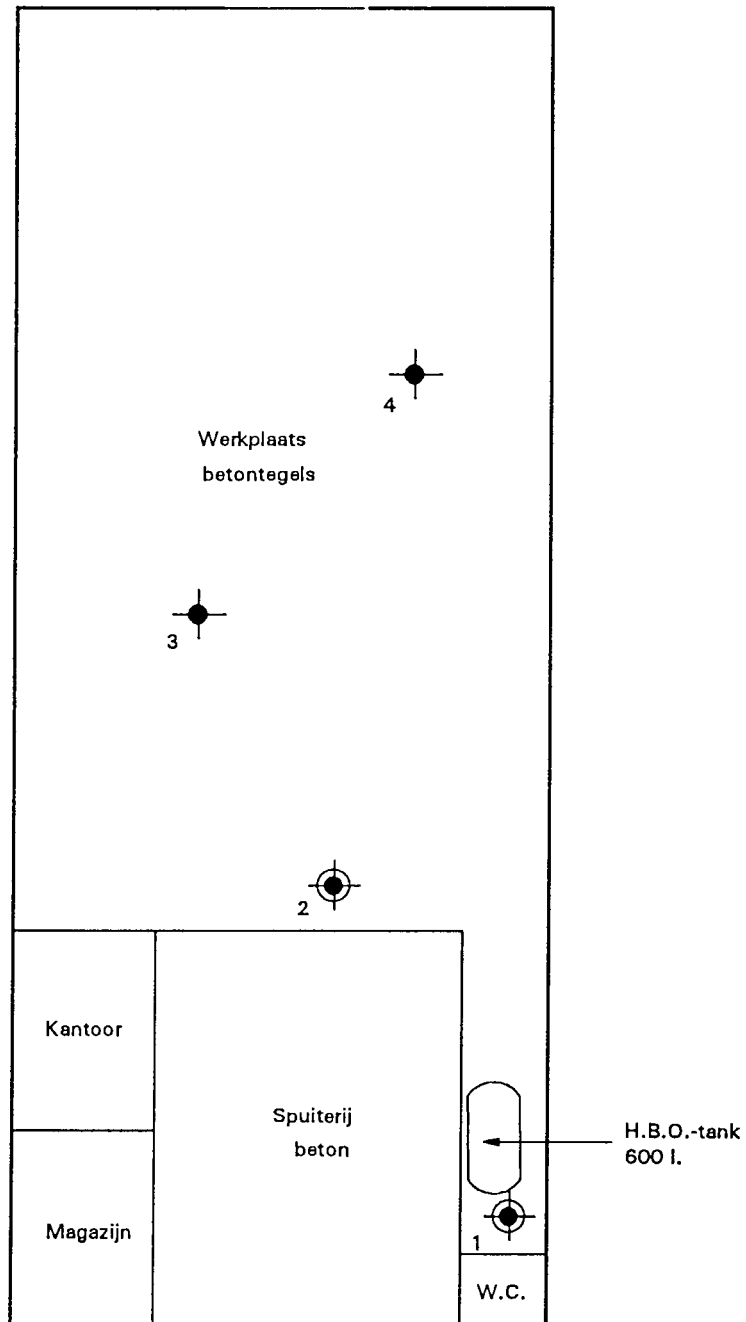 4
Werkplaats
betontegels
3
2
Kantoor
Spuiterij
beton
H.B.O.-tank
600 l.
Magazijn
1
W.C.